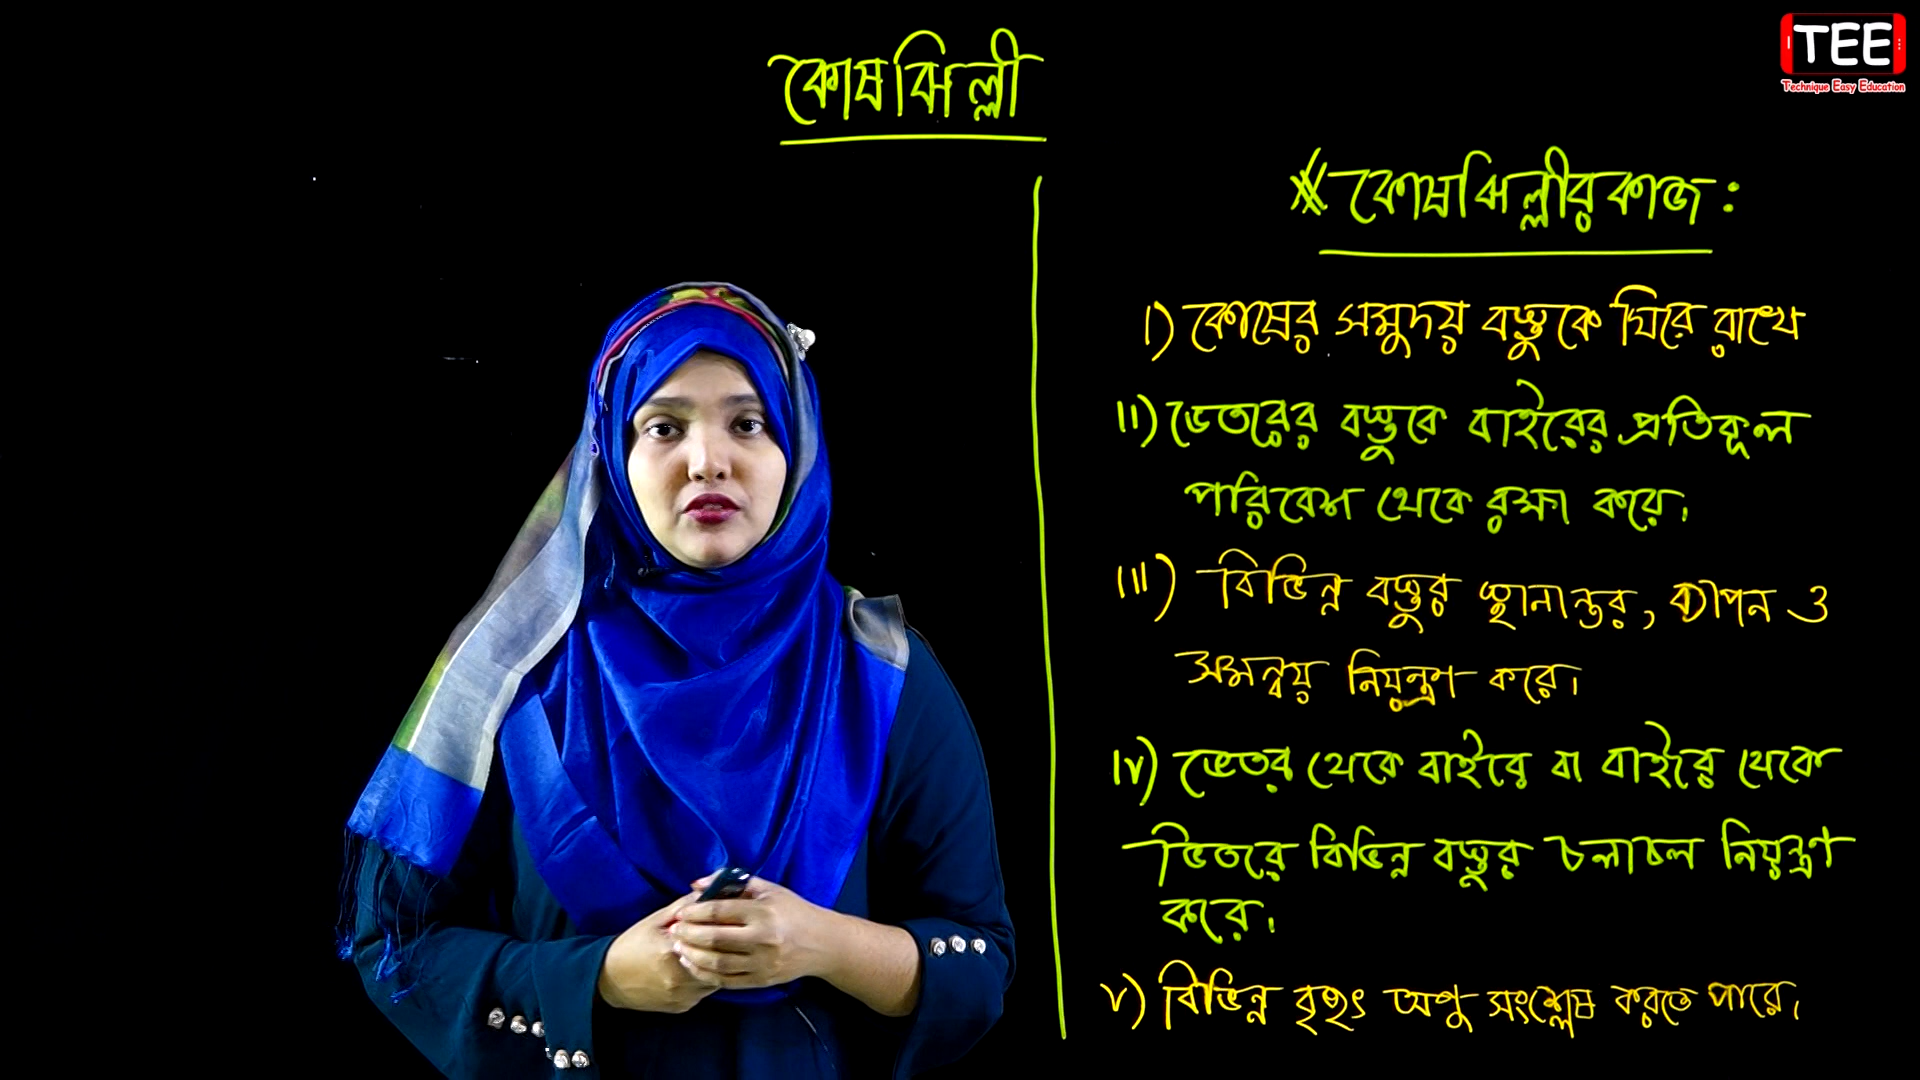 কোষঝিল্লী
TEE
Technique Easy Education
* কোষঝিল্লীর কাজ :
i) কোষের সমুদয় বস্তুকে ঘিরে রাখে
ii) ভেতরের বস্তুকে বাইরের প্রতিকূল
পরিবেশ থেকে রক্ষা করে।
iii) বিভিন্ন বস্তুর স্থানান্তর, ব্যাপন ও
সমন্বয় নিয়ন্ত্রণ করে।
iv) ভেতর থেকে বাইরে বা বাইরে থেকে
ভিতরে বিভিন্ন বস্তুর চলাচল নিয়ন্ত্রণ
করে।
v) বিভিন্ন বৃহৎ অণু সংশ্লেষ করতে পারে।